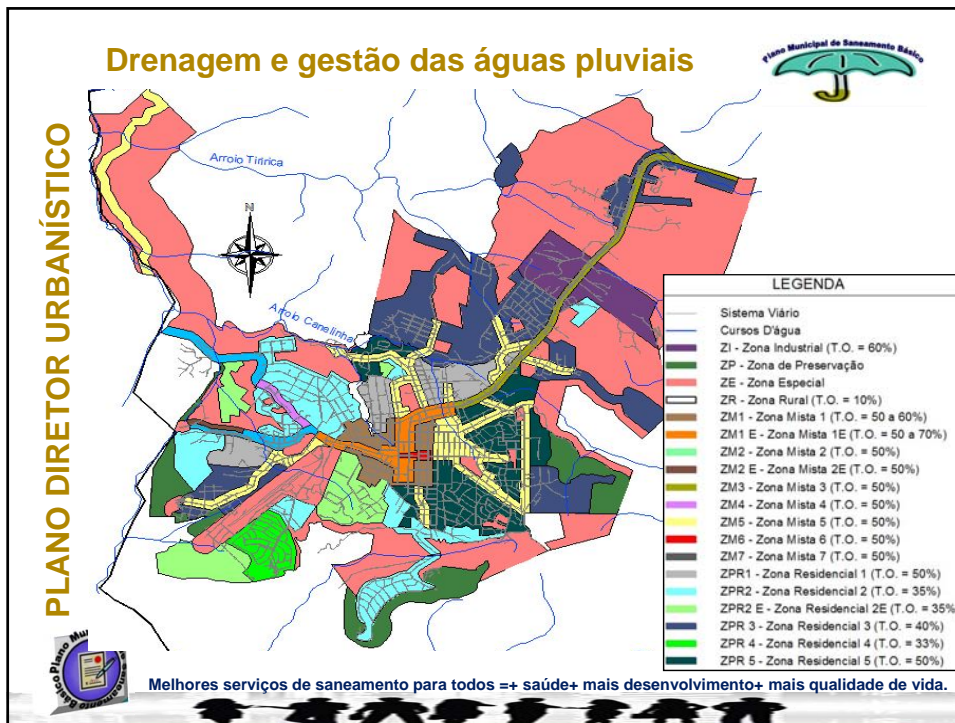 Drenagem e gestão das águas pluviais
Plano Municipal de Saneamento Básico
PLANO DIRETOR URBANÍSTICO
Arroio Tiririca
N
Arroio Canelinha
LEGENDA
Sistema Viário
Cursos D'água
ZI - Zona Industrial (T.O. = 60%)
ZP - Zona de Preservação
ZE - Zona Especial
ZR - Zona Rural (T.O. = 10%)
ZM1 - Zona Mista 1 (T.O. = 50 a 60%)
ZM1 E - Zona Mista 1E (T.O. = 50 a 70%)
ZM2 - Zona Mista 2 (T.O. = 50%)
ZM2 E - Zona Mista 2E (T.O. = 50%)
ZM3 - Zona Mista 3 (T.O. = 50%)
ZM4 - Zona Mista 4 (T.O. = 50%)
ZM5 - Zona Mista 5 (T.O. = 50%)
ZM6 - Zona Mista 6 (T.O. = 50%)
ZM7 - Zona Mista 7 (T.O. = 50%)
ZPR1 - Zona Residencial 1 (T.O. = 50%)
ZPR2 - Zona Residencial 2 (T.O. = 35%)
ZPR2 E - Zona Residencial 2E (T.O. = 35%
ZPR 3 - Zona Residencial 3 (T.O. = 40%)
ZPR 4 - Zona Residencial 4 (T.O. = 33%)
ZPR 5 - Zona Residencial 5 (T.O. = 50%)
Melhores serviços de saneamento para todos =+ saúde+ mais desenvolvimento+ mais qualidade de vida.